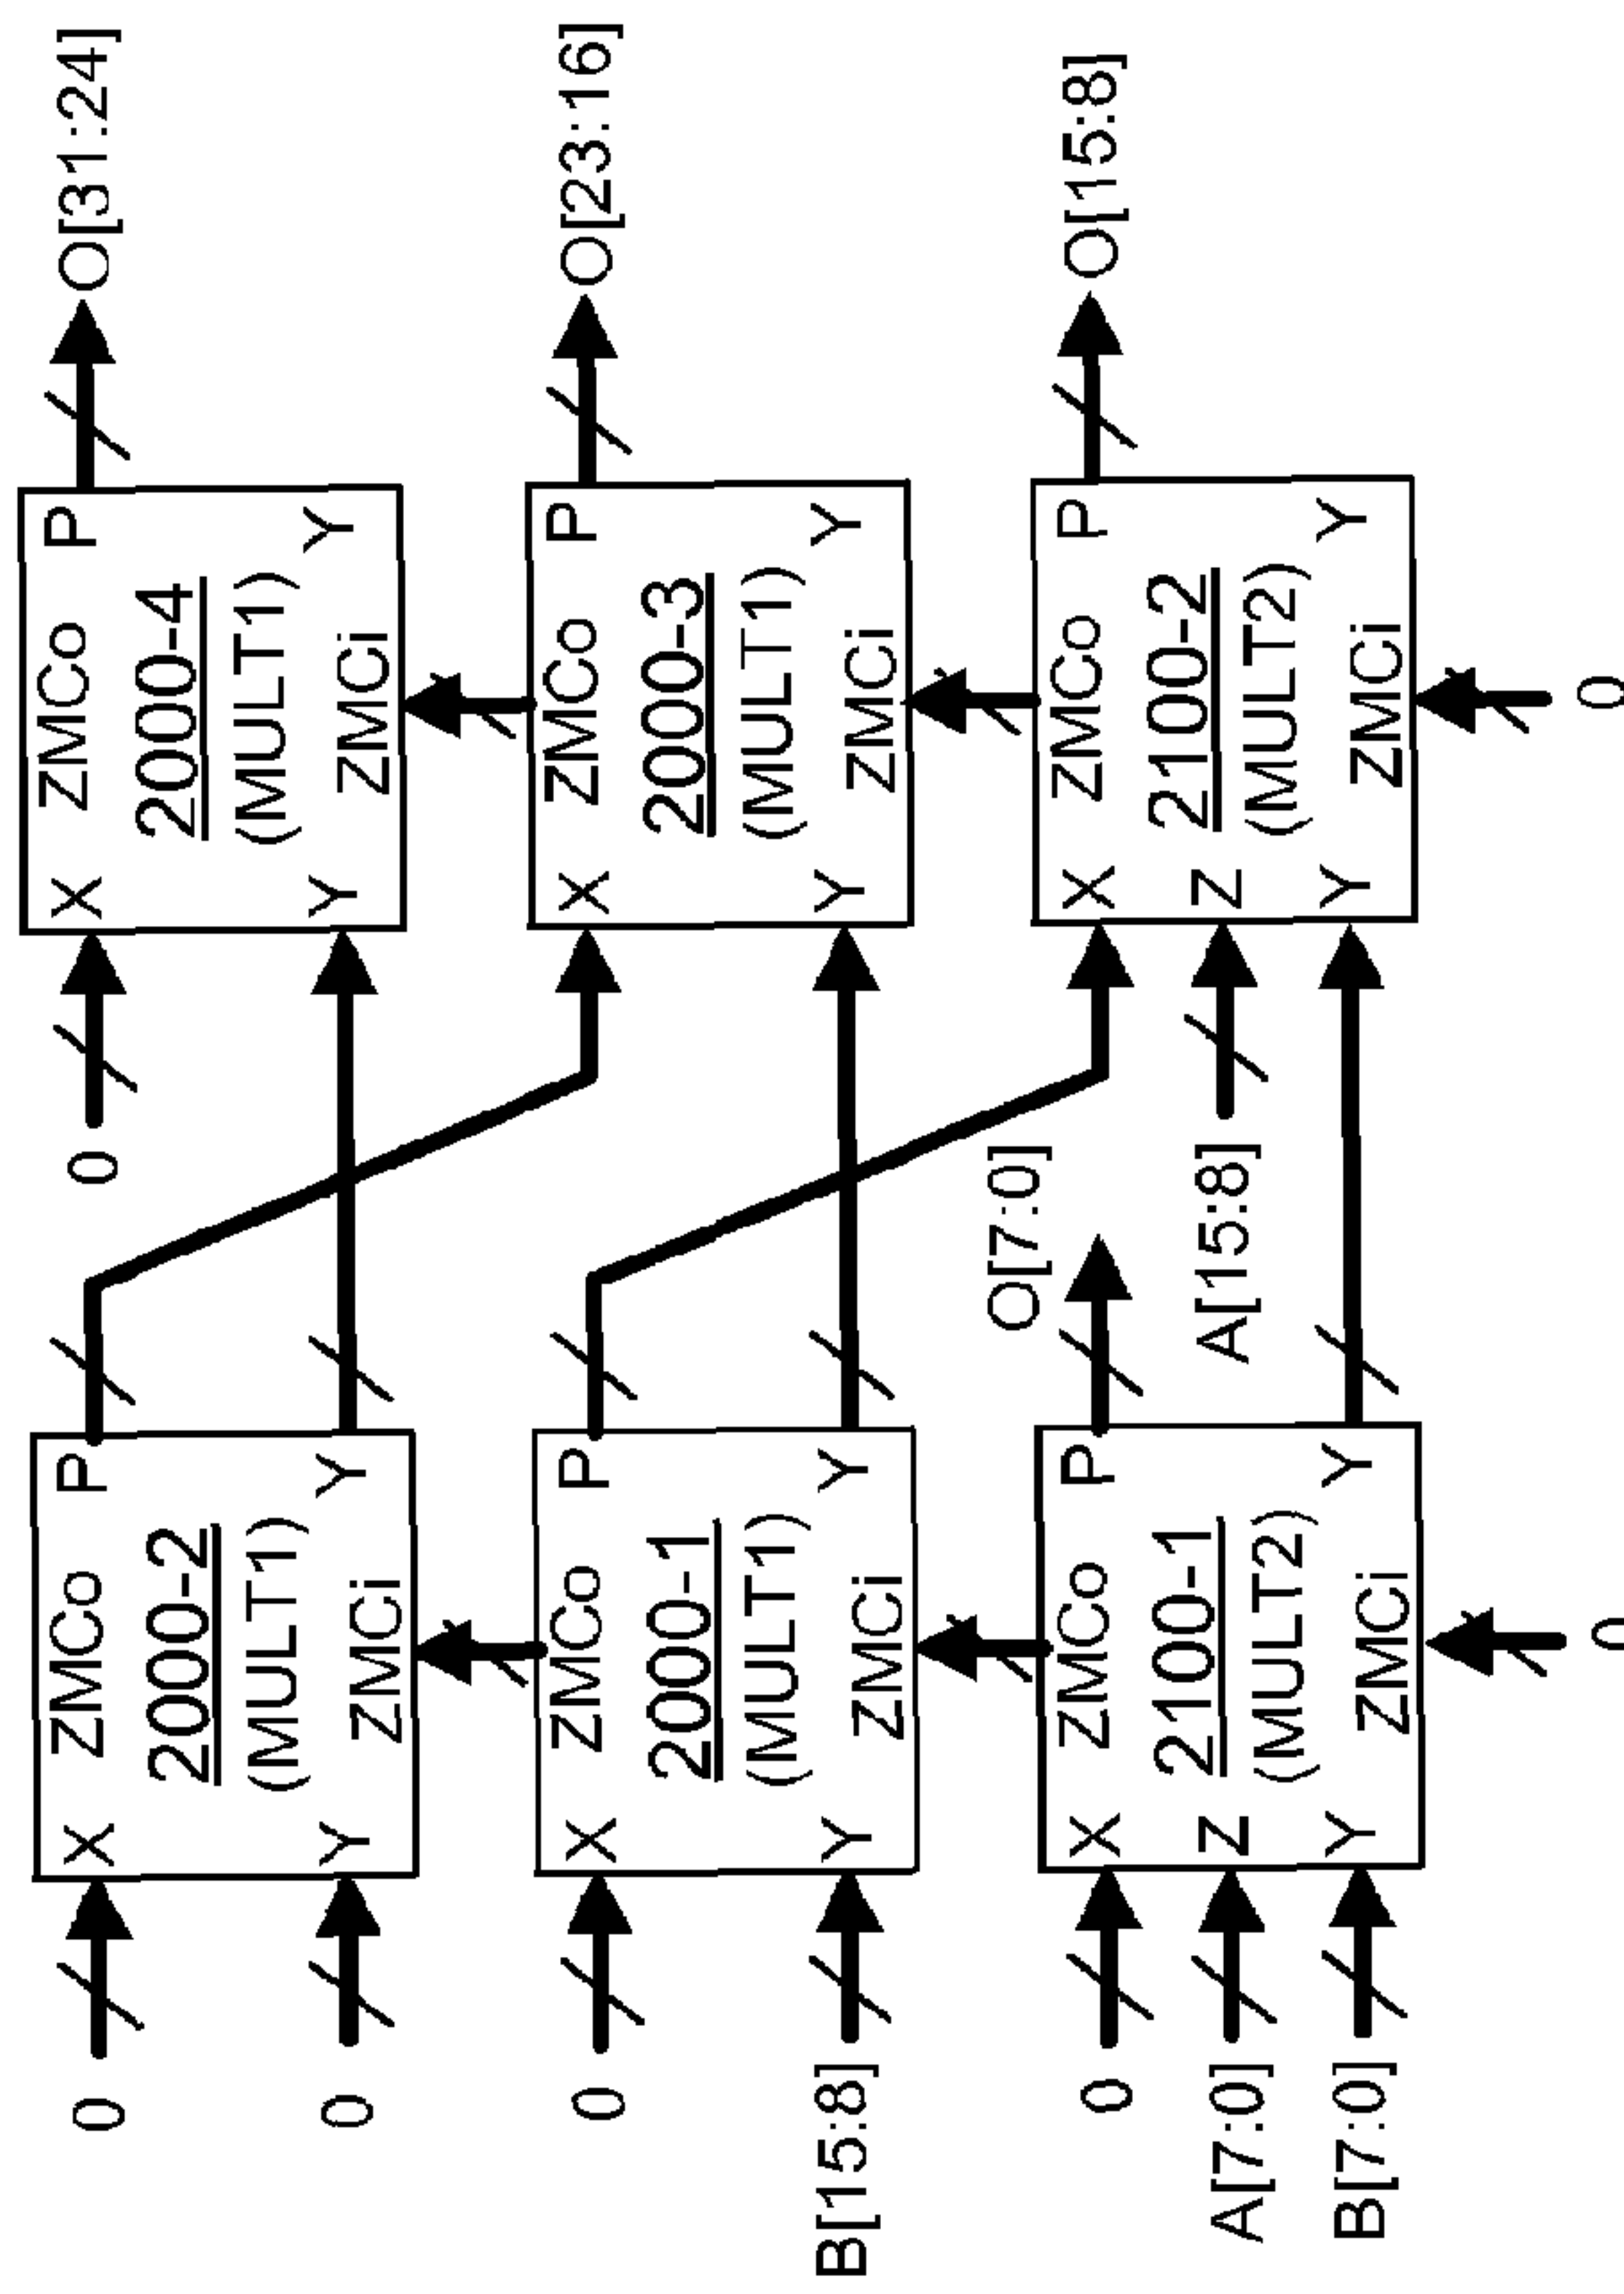 0 X ZMCo P 0 X ZMCo P O[31:24]
2000-2 2000-4
(MULT1) (MULT1)
0 Y ZMCi Y Y ZMCi Y
0 X ZMCo P X ZMCo P O[23:16]
2000-1 2000-3
(MULT1) (MULT1)
B[15:8] Y ZMCi Y Y ZMCi Y
O[7:0]
0 X ZMCo P X ZMCo P O[15:8]
A[7:0] Z 2100-1 A[15:8] Z 2100-2
(MULT2) (MULT2)
B[7:0] Y ZMCi Y Y ZMCi Y
0 0